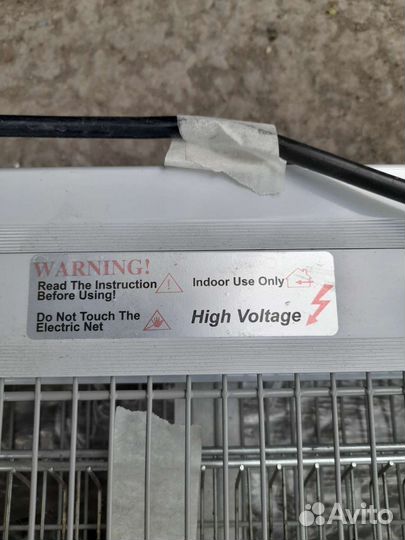 WARNING!
Read The Instruction
Before Using!
Indoor Use Only
Do Not Touch The
Electric Net
High Voltage
Avito